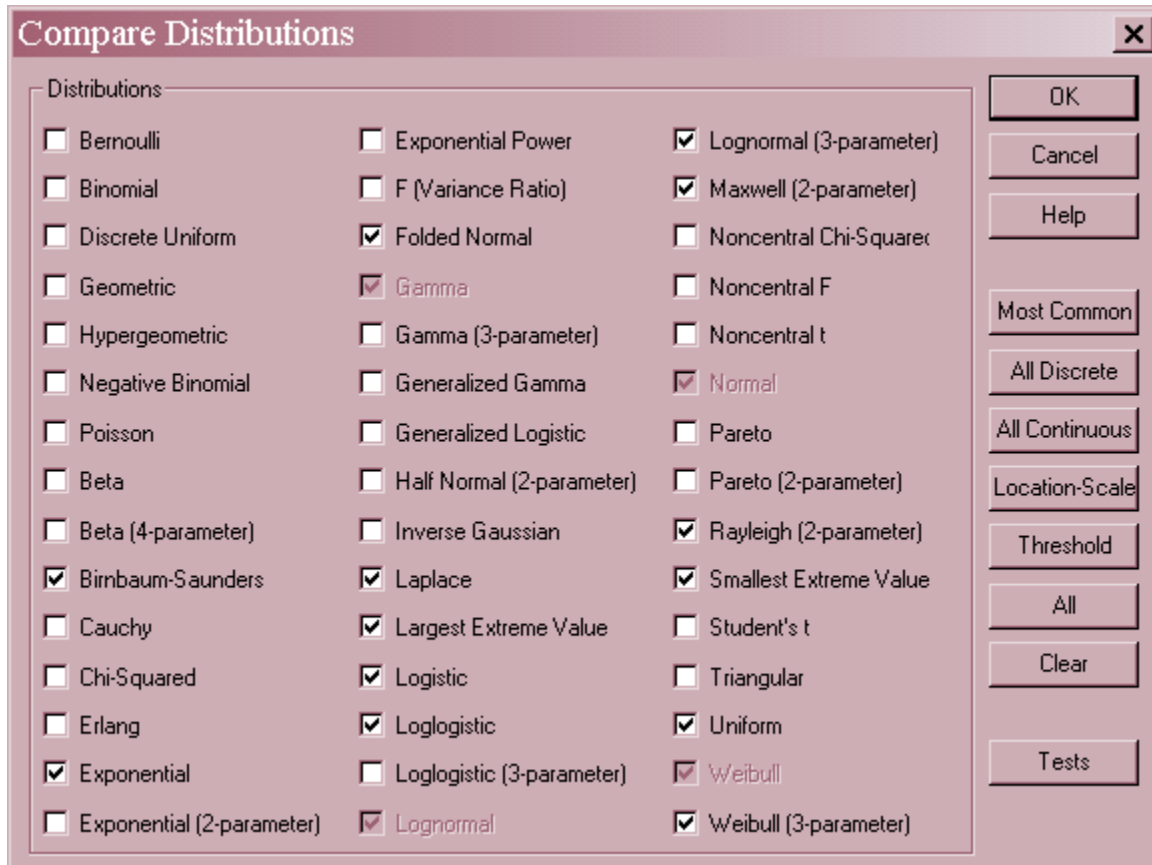 Compare Distributions
Distributions
Bernoulli
Binomial
Discrete Uniform
Geometric
Hypergeometric
Negative Binomial
Poisson
Beta
Beta (4-parameter)
Birnbaum-Saunders
Cauchy
Chi-Squared
Erlang
Exponential
Exponential (2-parameter)
Exponential Power
F (Variance Ratio)
Folded Normal
Gamma
Gamma (3-parameter)
Generalized Gamma
Generalized Logistic
Half Normal (2-parameter)
Inverse Gaussian
Laplace
Largest Extreme Value
Logistic
Loglogistic
Loglogistic (3-parameter)
Lognormal
Lognormal (3-parameter)
Maxwell (2-parameter)
Noncentral Chi-Squared
Noncentral F
Noncentral t
Normal
Pareto
Pareto (2-parameter)
Rayleigh (2-parameter)
Smallest Extreme Value
Student's t
Triangular
Uniform
Weibull
Weibull (3-parameter)
OK
Cancel
Help
Most Common
All Discrete
All Continuous
Location-Scale
Threshold
All
Clear
Tests